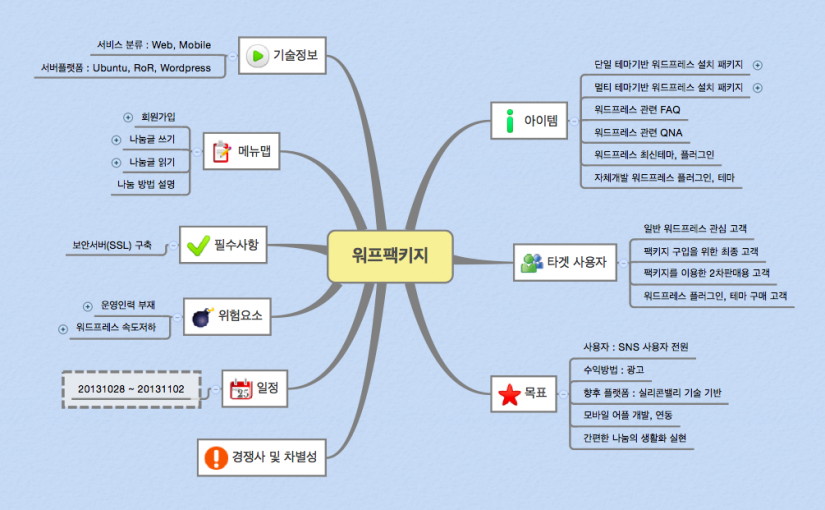 워프팩키지
기술정보
서비스 분류 : Web, Mobile
서버플랫폼 : Ubuntu, RoR, Wordpress
메뉴맵
회원가입
나눔글 쓰기
나눔글 읽기
나눔 방법 설명
필수사항
보안서버(SSL) 구축
위험요소
운영인력 부재
워드프레스 속도저하
일정
20131028 ~ 20131102
경쟁사 및 차별성
아이템
단일 테마기반 워드프레스 설치 패키지
멀티 테마기반 워드프레스 설치 패키지
워드프레스 관련 FAQ
워드프레스 관련 QNA
워드프레스 최신테마, 플러그인
자체개발 워드프레스 플러그인, 테마
타겟 사용자
일반 워드프레스 관심 고객
팩키지 구입을 위한 최종 고객
팩키지를 이용한 2차판매용 고객
워드프레스 플러그인, 테마 구매 고객
목표
사용자 : SNS 사용자 전원
수익방법 : 광고
향후 플랫폼 : 실리콘밸리 기술 기반
모바일 어플 개발, 연동
간편한 나눔의 생활화 실현